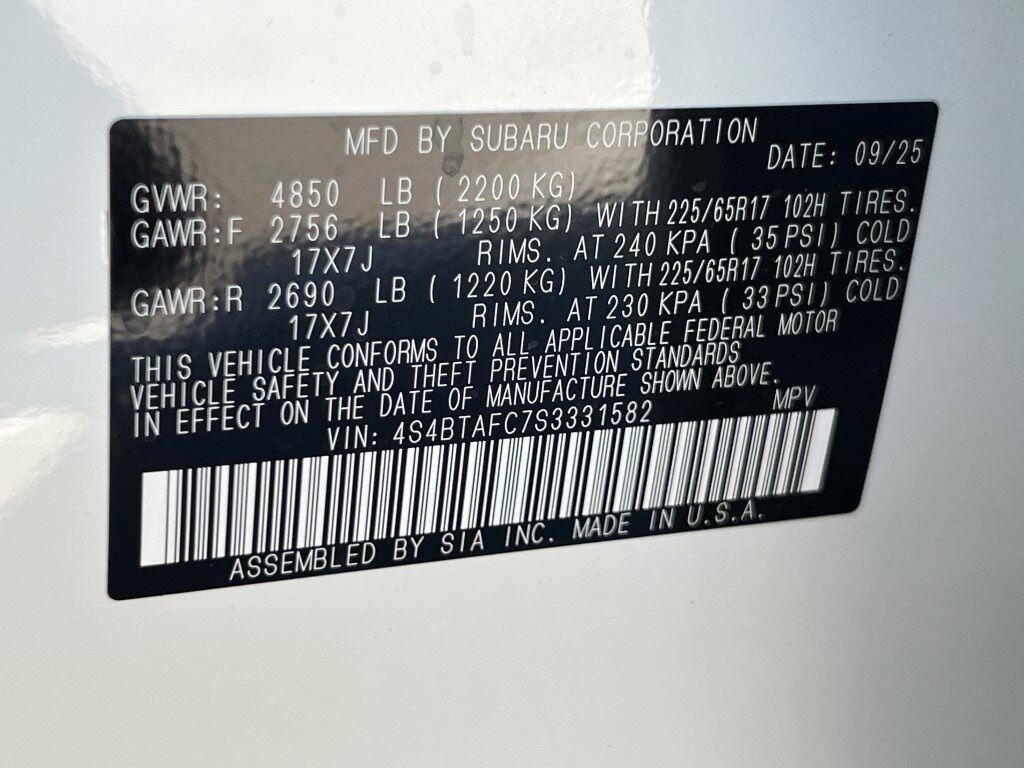 MFD BY SUBARU CORPORATION DATE: 09/25
GVWR: 4850 LB (2200 KG)
GAWR:F 2756 LB (1250 KG) WITH 225/65R17 102H TIRES.
17X7J RIMS. AT 240 KPA (35 PSI) COLD
GAWR:R 2690 LB (1220 KG) WITH 225/65R17 102H TIRES.
17X7J RIMS. AT 230 KPA (33 PSI) COLD
THIS VEHICLE CONFORMS TO ALL APPLICABLE FEDERAL MOTOR
VEHICLE SAFETY AND THEFT PREVENTION STANDARDS
IN EFFECT ON THE DATE OF MANUFACTURE SHOWN ABOVE.
VIN: 4S4BTAFC7S3331582 MPV
ASSEMBLED BY SIA INC. MADE IN U.S.A.